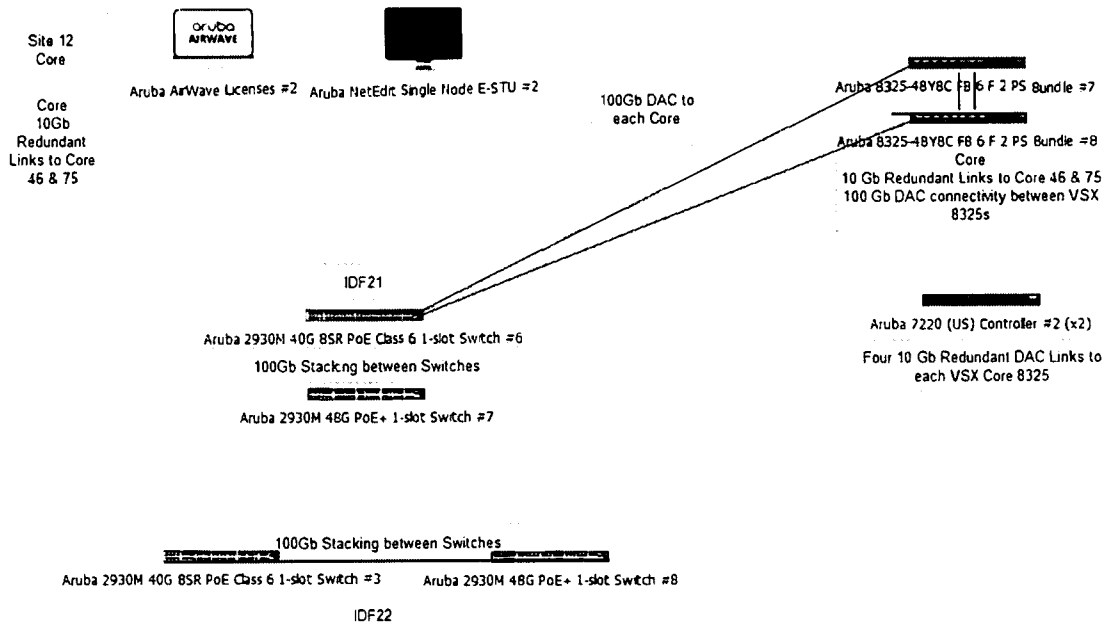 Site 12
Core
Core
10Gb
Redundant
Links to Core
46 & 75
aruba
AIRWAVE
Aruba AirWave Licenses #2
Aruba NetEdit Single Node E-STU #2
100Gb DAC to
each Core
Aruba 8325-48Y8C FB 6 F 2 PS Bundle #7
Aruba 8325-48Y8C FB 6 F 2 PS Bundle #8
Core
10 Gb Redundant Links to Core 46 & 75
100 Gb DAC connectivity between VSX
8325s
IDF21
Aruba 2930M 40G 8SR PoE Class 6 1-slot Switch #6
100Gb Stacking between Switches
Aruba 2930M 48G PoE+ 1-slot Switch #7
Aruba 7220 (US) Controller #2 (x2)
Four 10 Gb Redundant DAC Links to
each VSX Core 8325
100Gb Stacking between Switches
Aruba 2930M 40G 8SR PoE Class 6 1-slot Switch #3
Aruba 2930M 48G PoE+ 1-slot Switch #8
IDF22